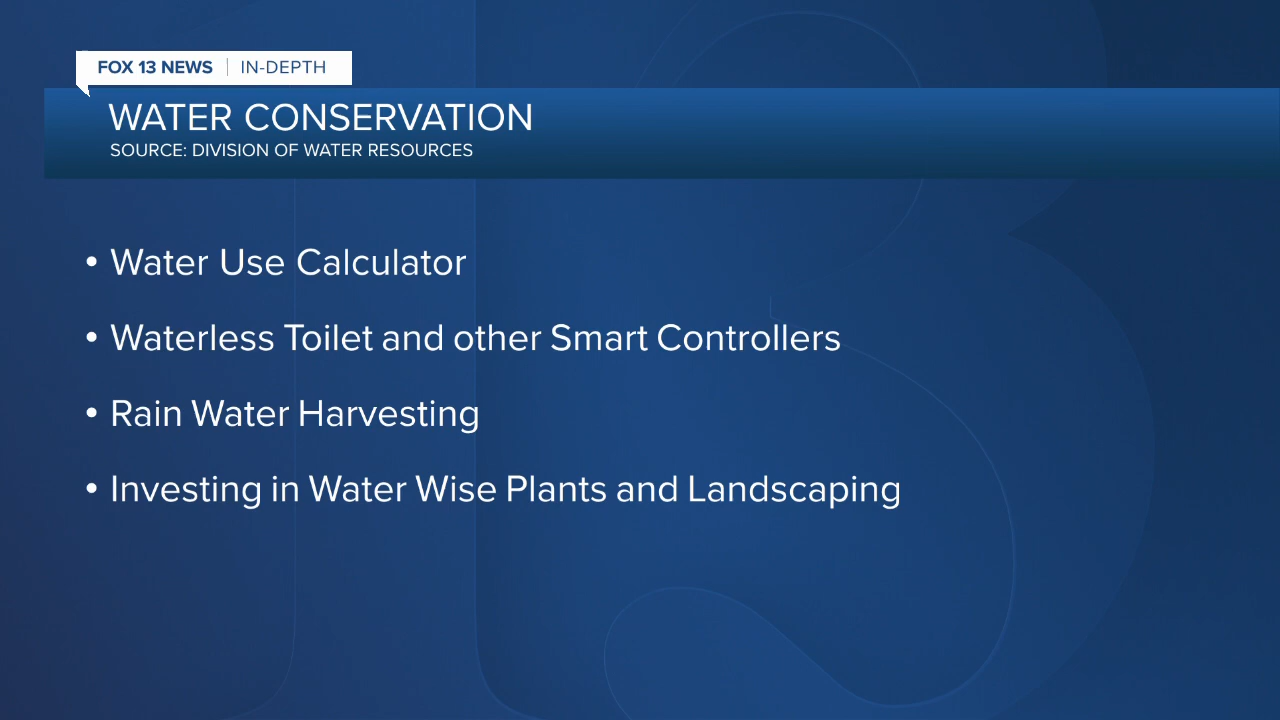 FOX 13 NEWS | IN-DEPTH
WATER CONSERVATION
SOURCE: DIVISION OF WATER RESOURCES
• Water Use Calculator
• Waterless Toilet and other Smart Controllers
• Rain Water Harvesting
• Investing in Water Wise Plants and Landscaping